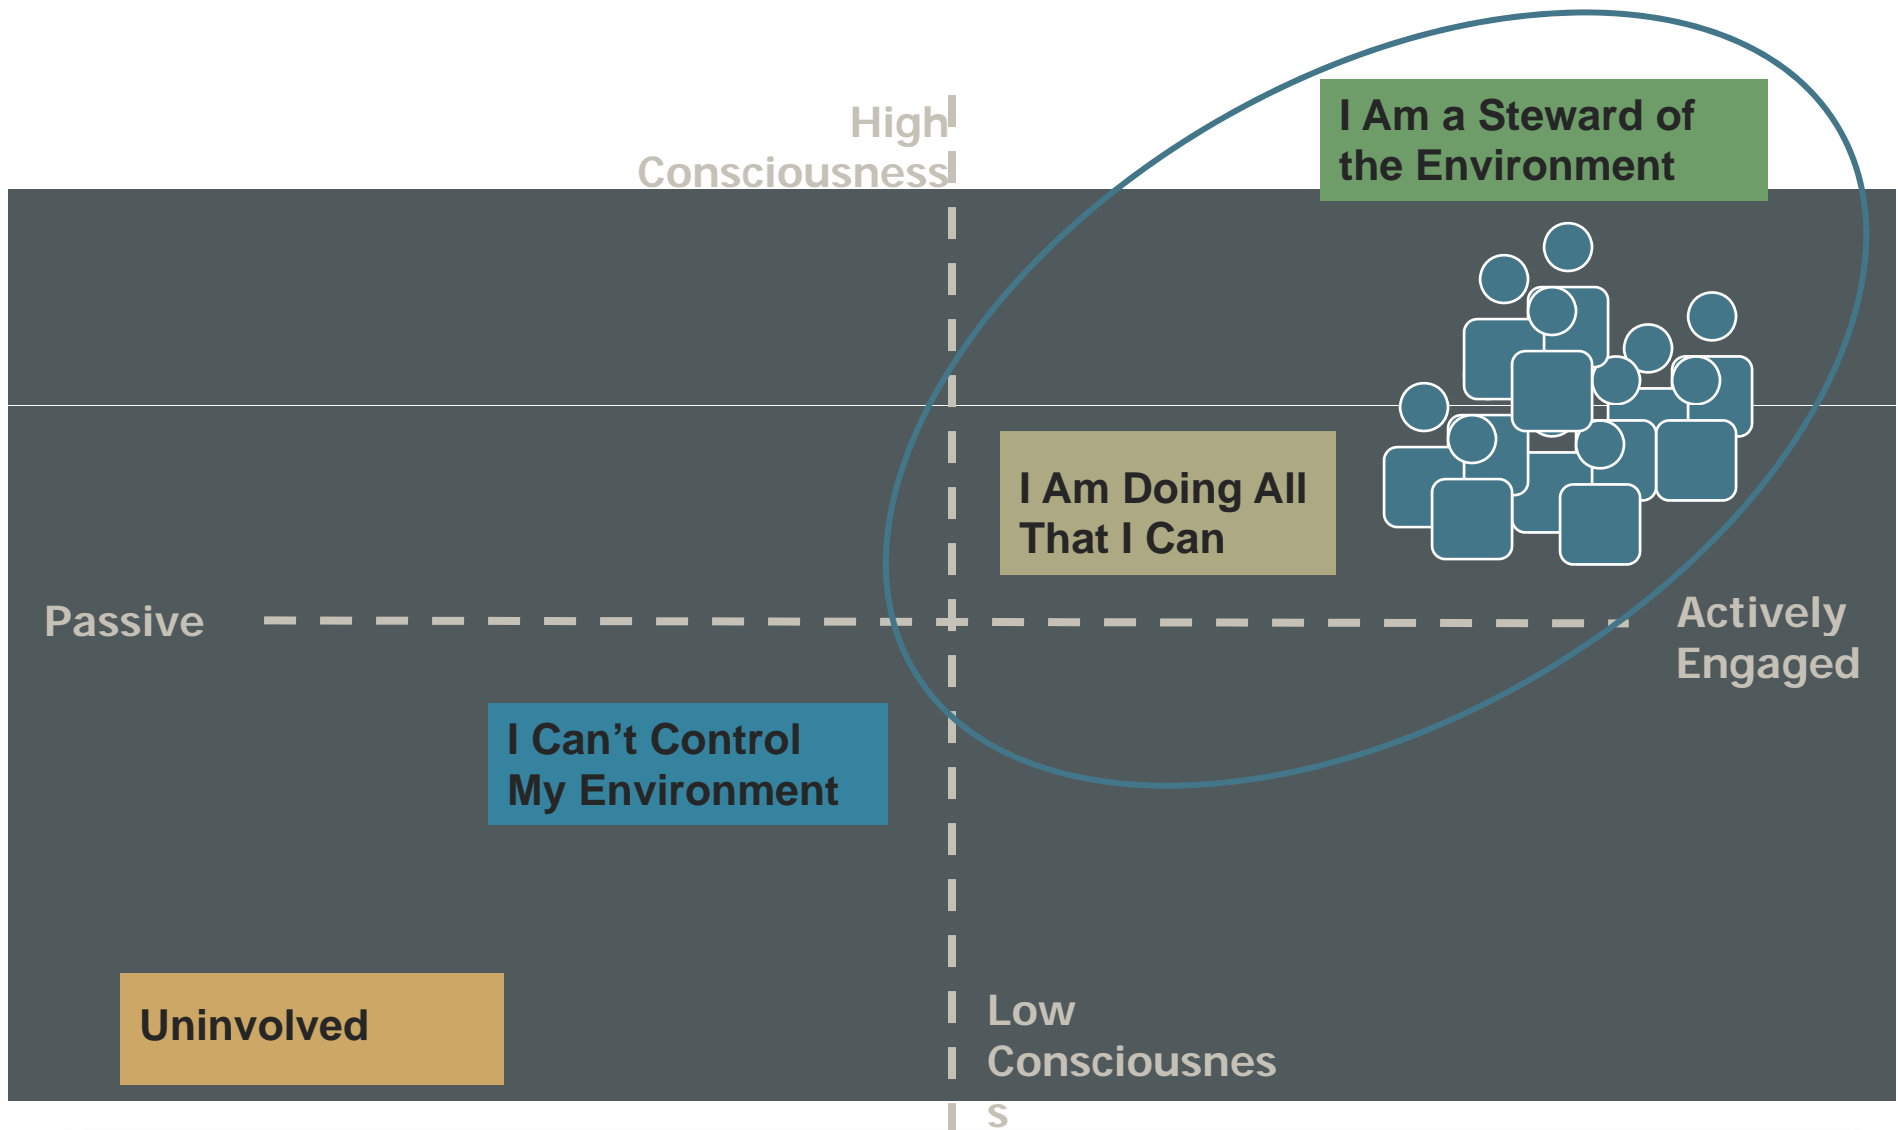 High
Consciousness
I Am a Steward of
the Environment
I Am Doing All
That I Can
Passive
Actively
Engaged
I Can’t Control
My Environment
Uninvolved
Low
Consciousnes
s